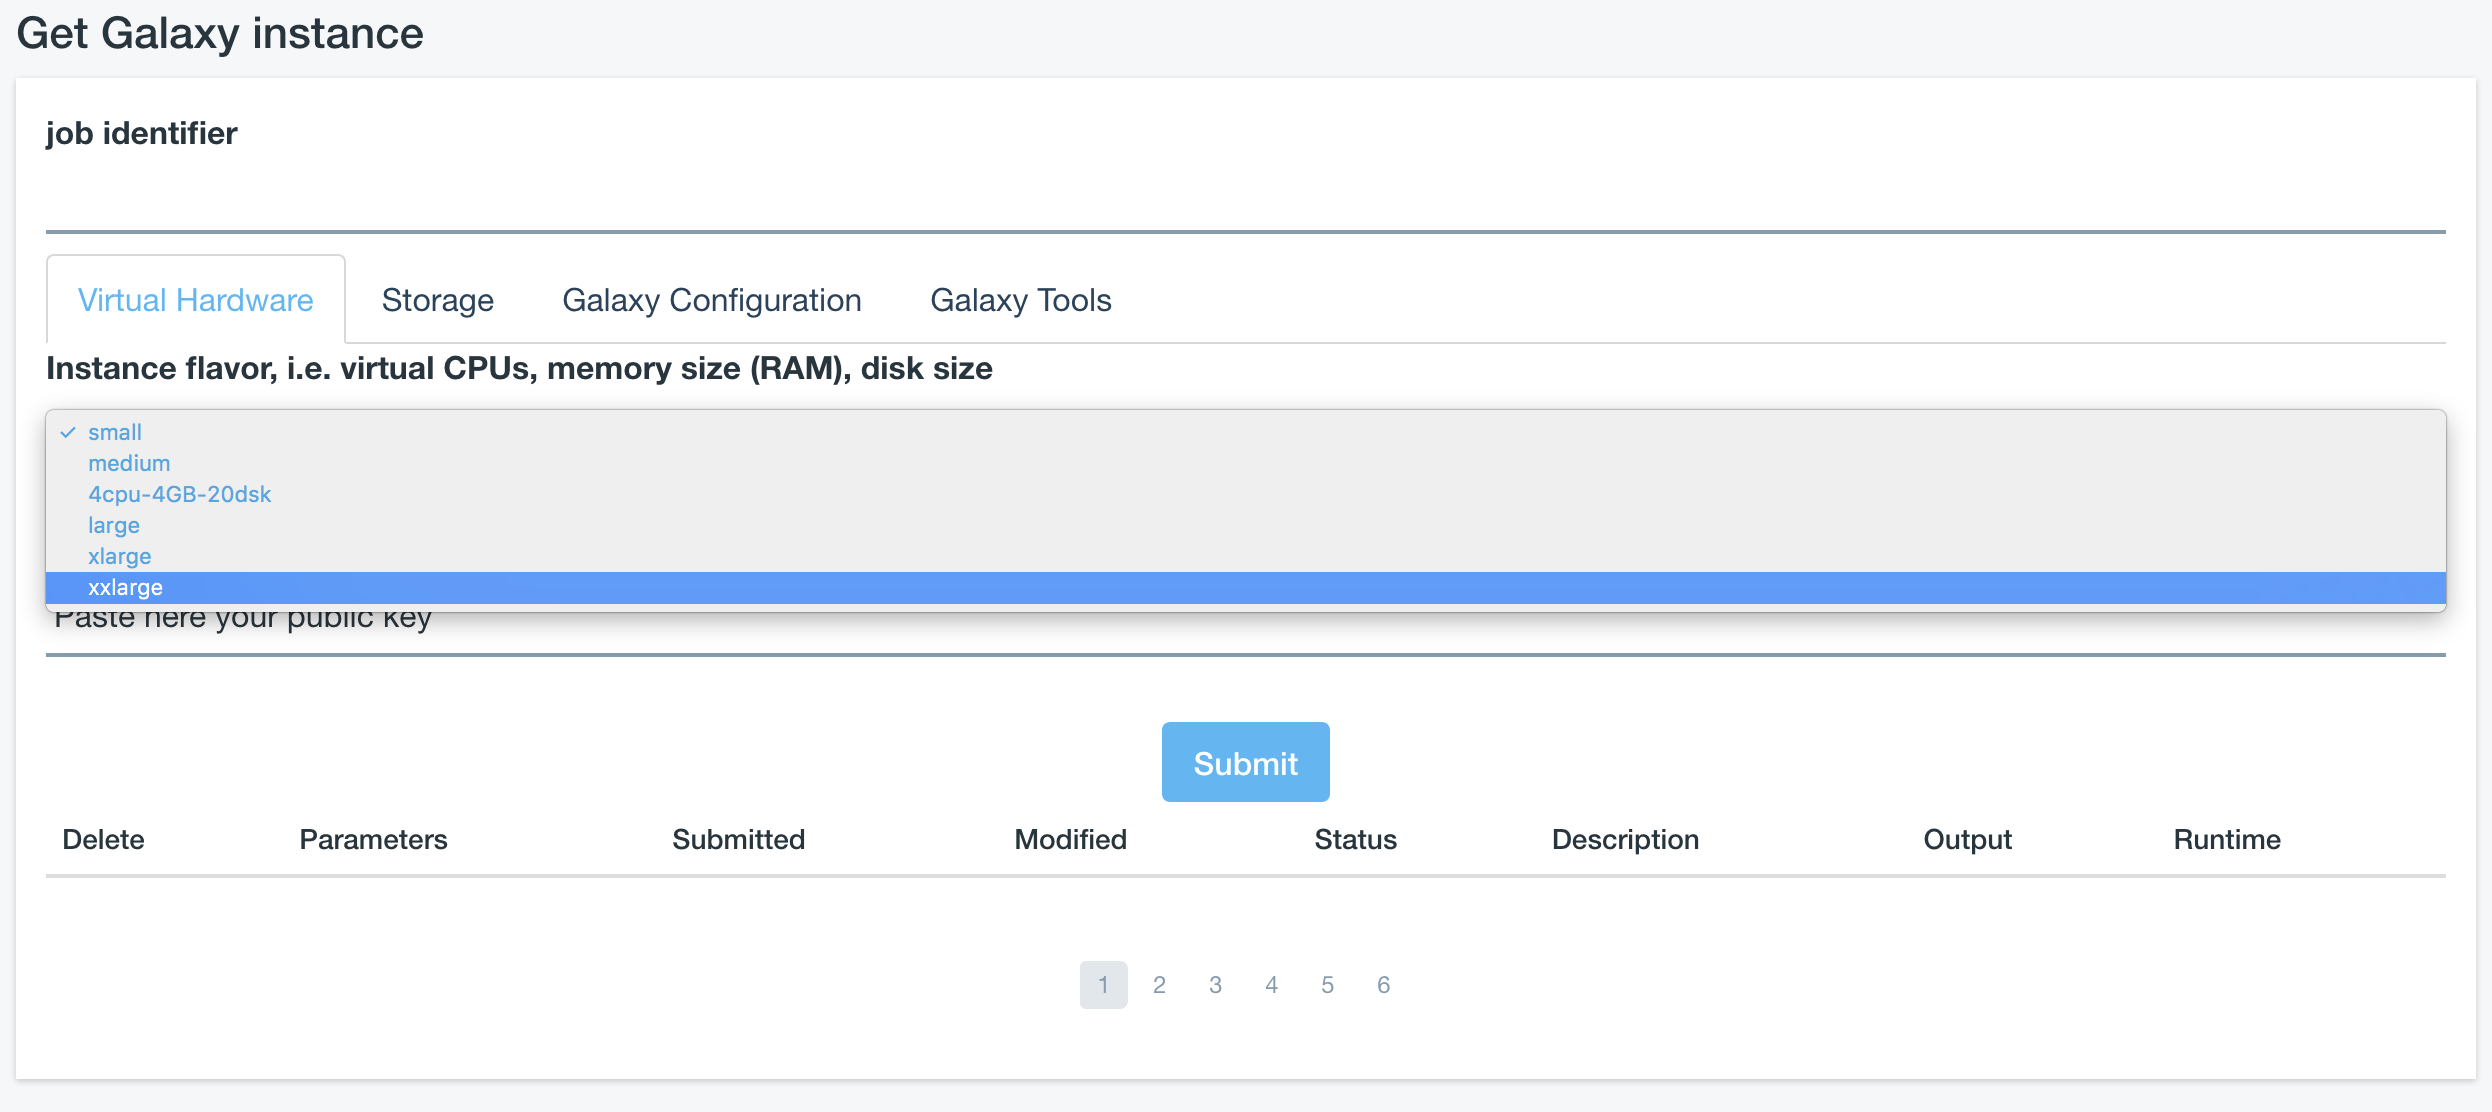 Get Galaxy instance
job identifier
Virtual Hardware Storage Galaxy Configuration Galaxy Tools
Instance flavor, i.e. virtual CPUs, memory size (RAM), disk size
✓ small
medium
4cpu-4GB-20dsk
large
xlarge
xxlarge
Paste here your public key
Submit
Delete Parameters Submitted Modified Status Description Output Runtime
1 2 3 4 5 6